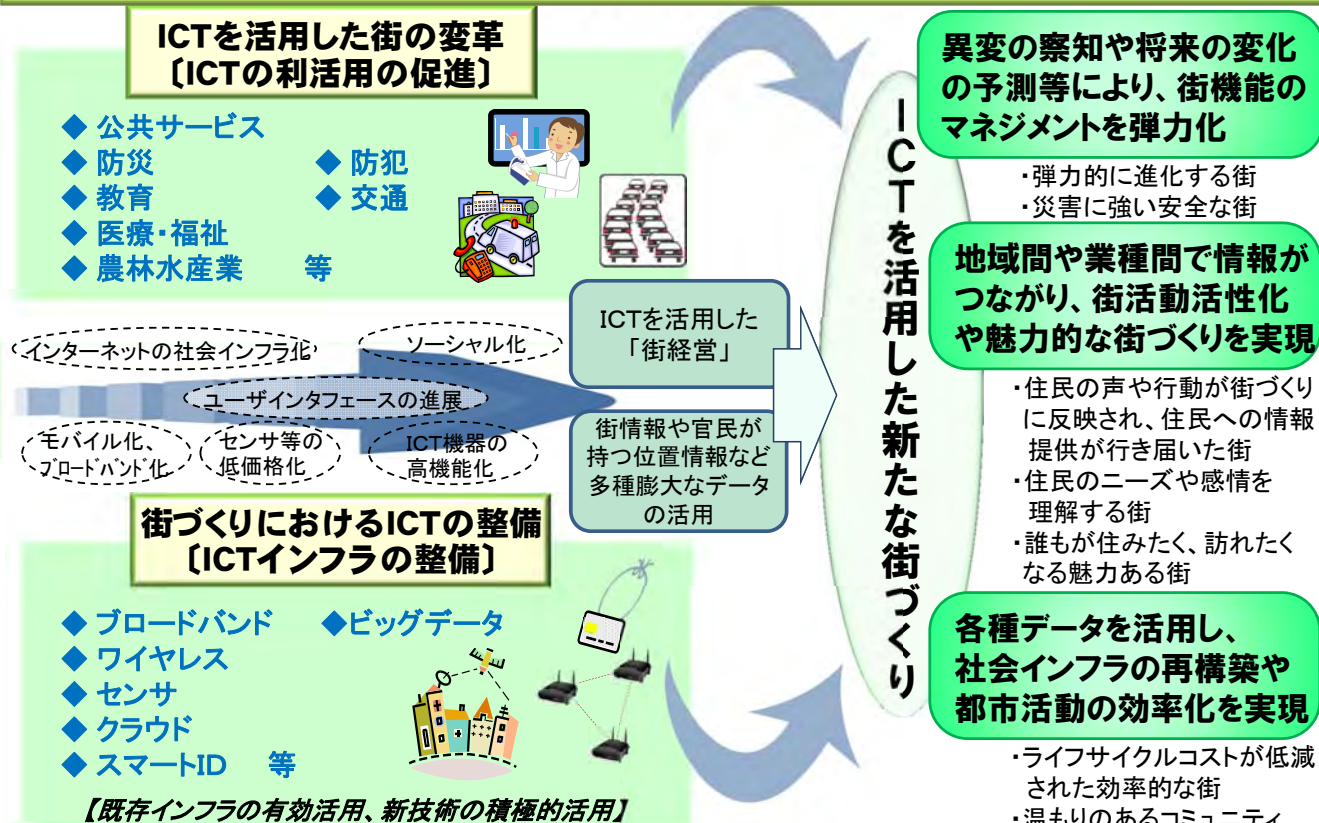 ICTを活用した街の変革
〔ICTの利活用の促進〕
◆ 公共サービス
◆ 防災
◆ 防犯
◆ 教育
◆ 交通
◆ 医療・福祉
◆ 農林水産業 等
インターネットの社会インフラ化
ソーシャル化
ユーザインタフェースの進展
モバイル化、
ブロードバンド化
センサ等の
低価格化
ICT機器の
高機能化
ICTを活用した
「街経営」
街情報や官民が
持つ位置情報など
多種膨大なデータ
の活用
街づくりにおけるICTの整備
〔ICTインフラの整備〕
◆ ブロードバンド
◆ビッグデータ
◆ ワイヤレス
◆ センサ
◆ クラウド
◆ スマートID 等
【既存インフラの有効活用、新技術の積極的活用】
ICTを活用した新たな街づくり
異変の察知や将来の変化
の予測等により、街機能の
マネジメントを弾力化
・弾力的に進化する街
・災害に強い安全な街
地域間や業種間で情報が
つながり、街活動活性化
や魅力的な街づくりを実現
・住民の声や行動が街づくり
に反映され、住民への情報
提供が行き届いた街
・住民のニーズや感情を
理解する街
・誰もが住みたく、訪れたく
なる魅力ある街
各種データを活用し、
社会インフラの再構築や
都市活動の効率化を実現
・ライフサイクルコストが低減
された効率的な街
・温もりのあるコミュニティ